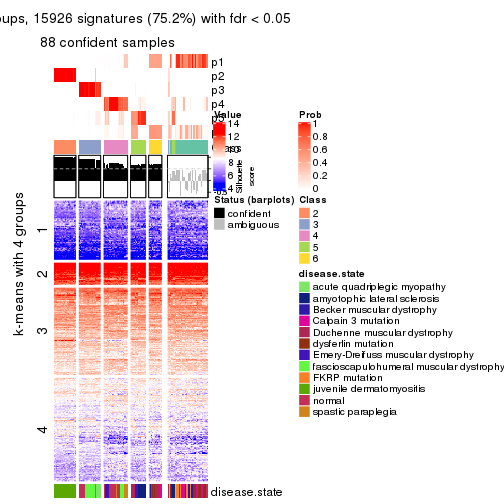 oups, 15926 signatures (75.2%) with fdr < 0.05
88 confident samples
p1
p2
p3
p4
Value
14
12
10
8
6
4
Silhouette
score
Prob
1
0.8
0.6
0.4
0.2
0
Status (barplots)
confident
ambiguous
Class
2
3
4
5
6
disease.state
acute quadriplegic myopathy
amyotophic lateral sclerosis
Becker muscular dystrophy
Calpain 3 mutation
Duchenne muscular dystrophy
dysferlin mutation
Emery-Dreifuss muscular dystrophy
fascioscapulohumeral muscular dystrophy
FKRP mutation
juvenile dermatomyositis
normal
spastic paraplegia
k-means with 4 groups
1
2
3
4
disease.state